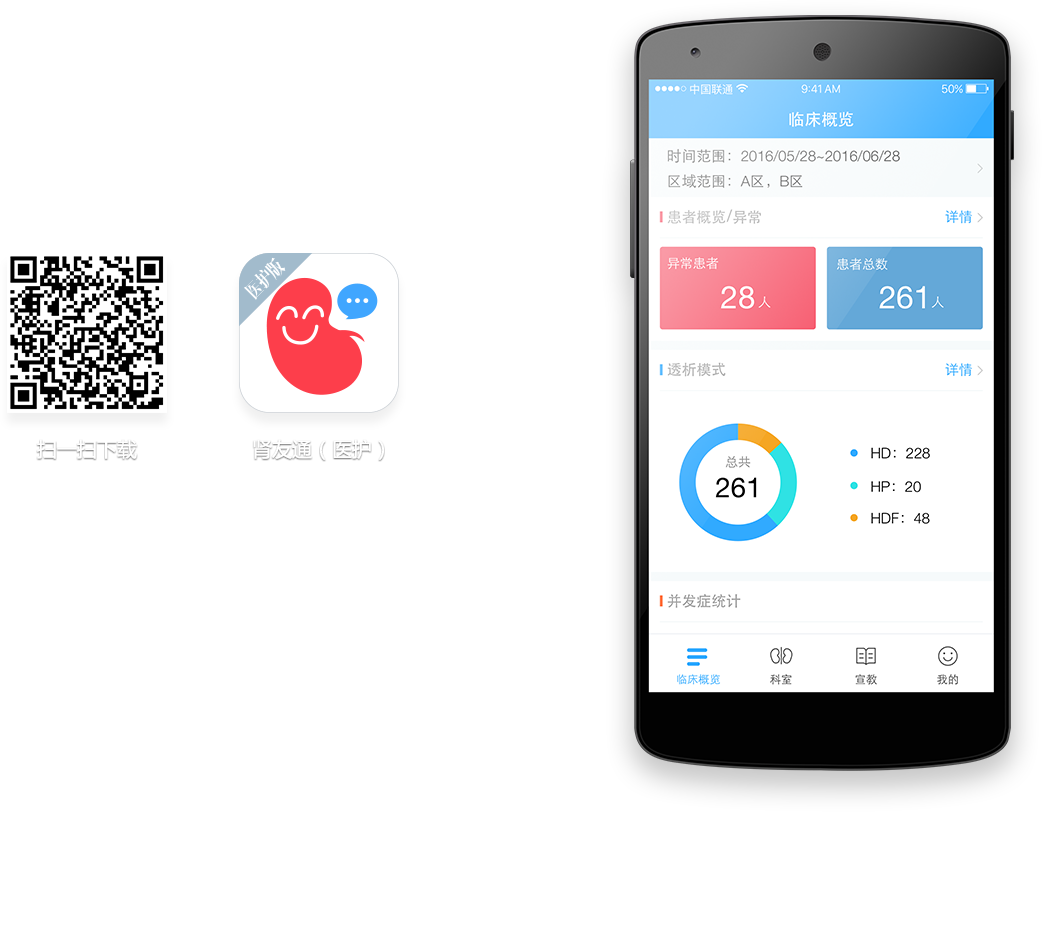 医护版
扫一扫下载
肾友通（医护）
中国联通 9:41 AM 50%
临床概览
时间范围：2016/05/28~2016/06/28
区域范围：A区，B区
患者概览/异常 详情
异常患者
28人
患者总数
261人
透析模式 详情
总共
261
HD：228
HP：20
HDF：48
并发症统计
临床概览 科室 宣教 我的